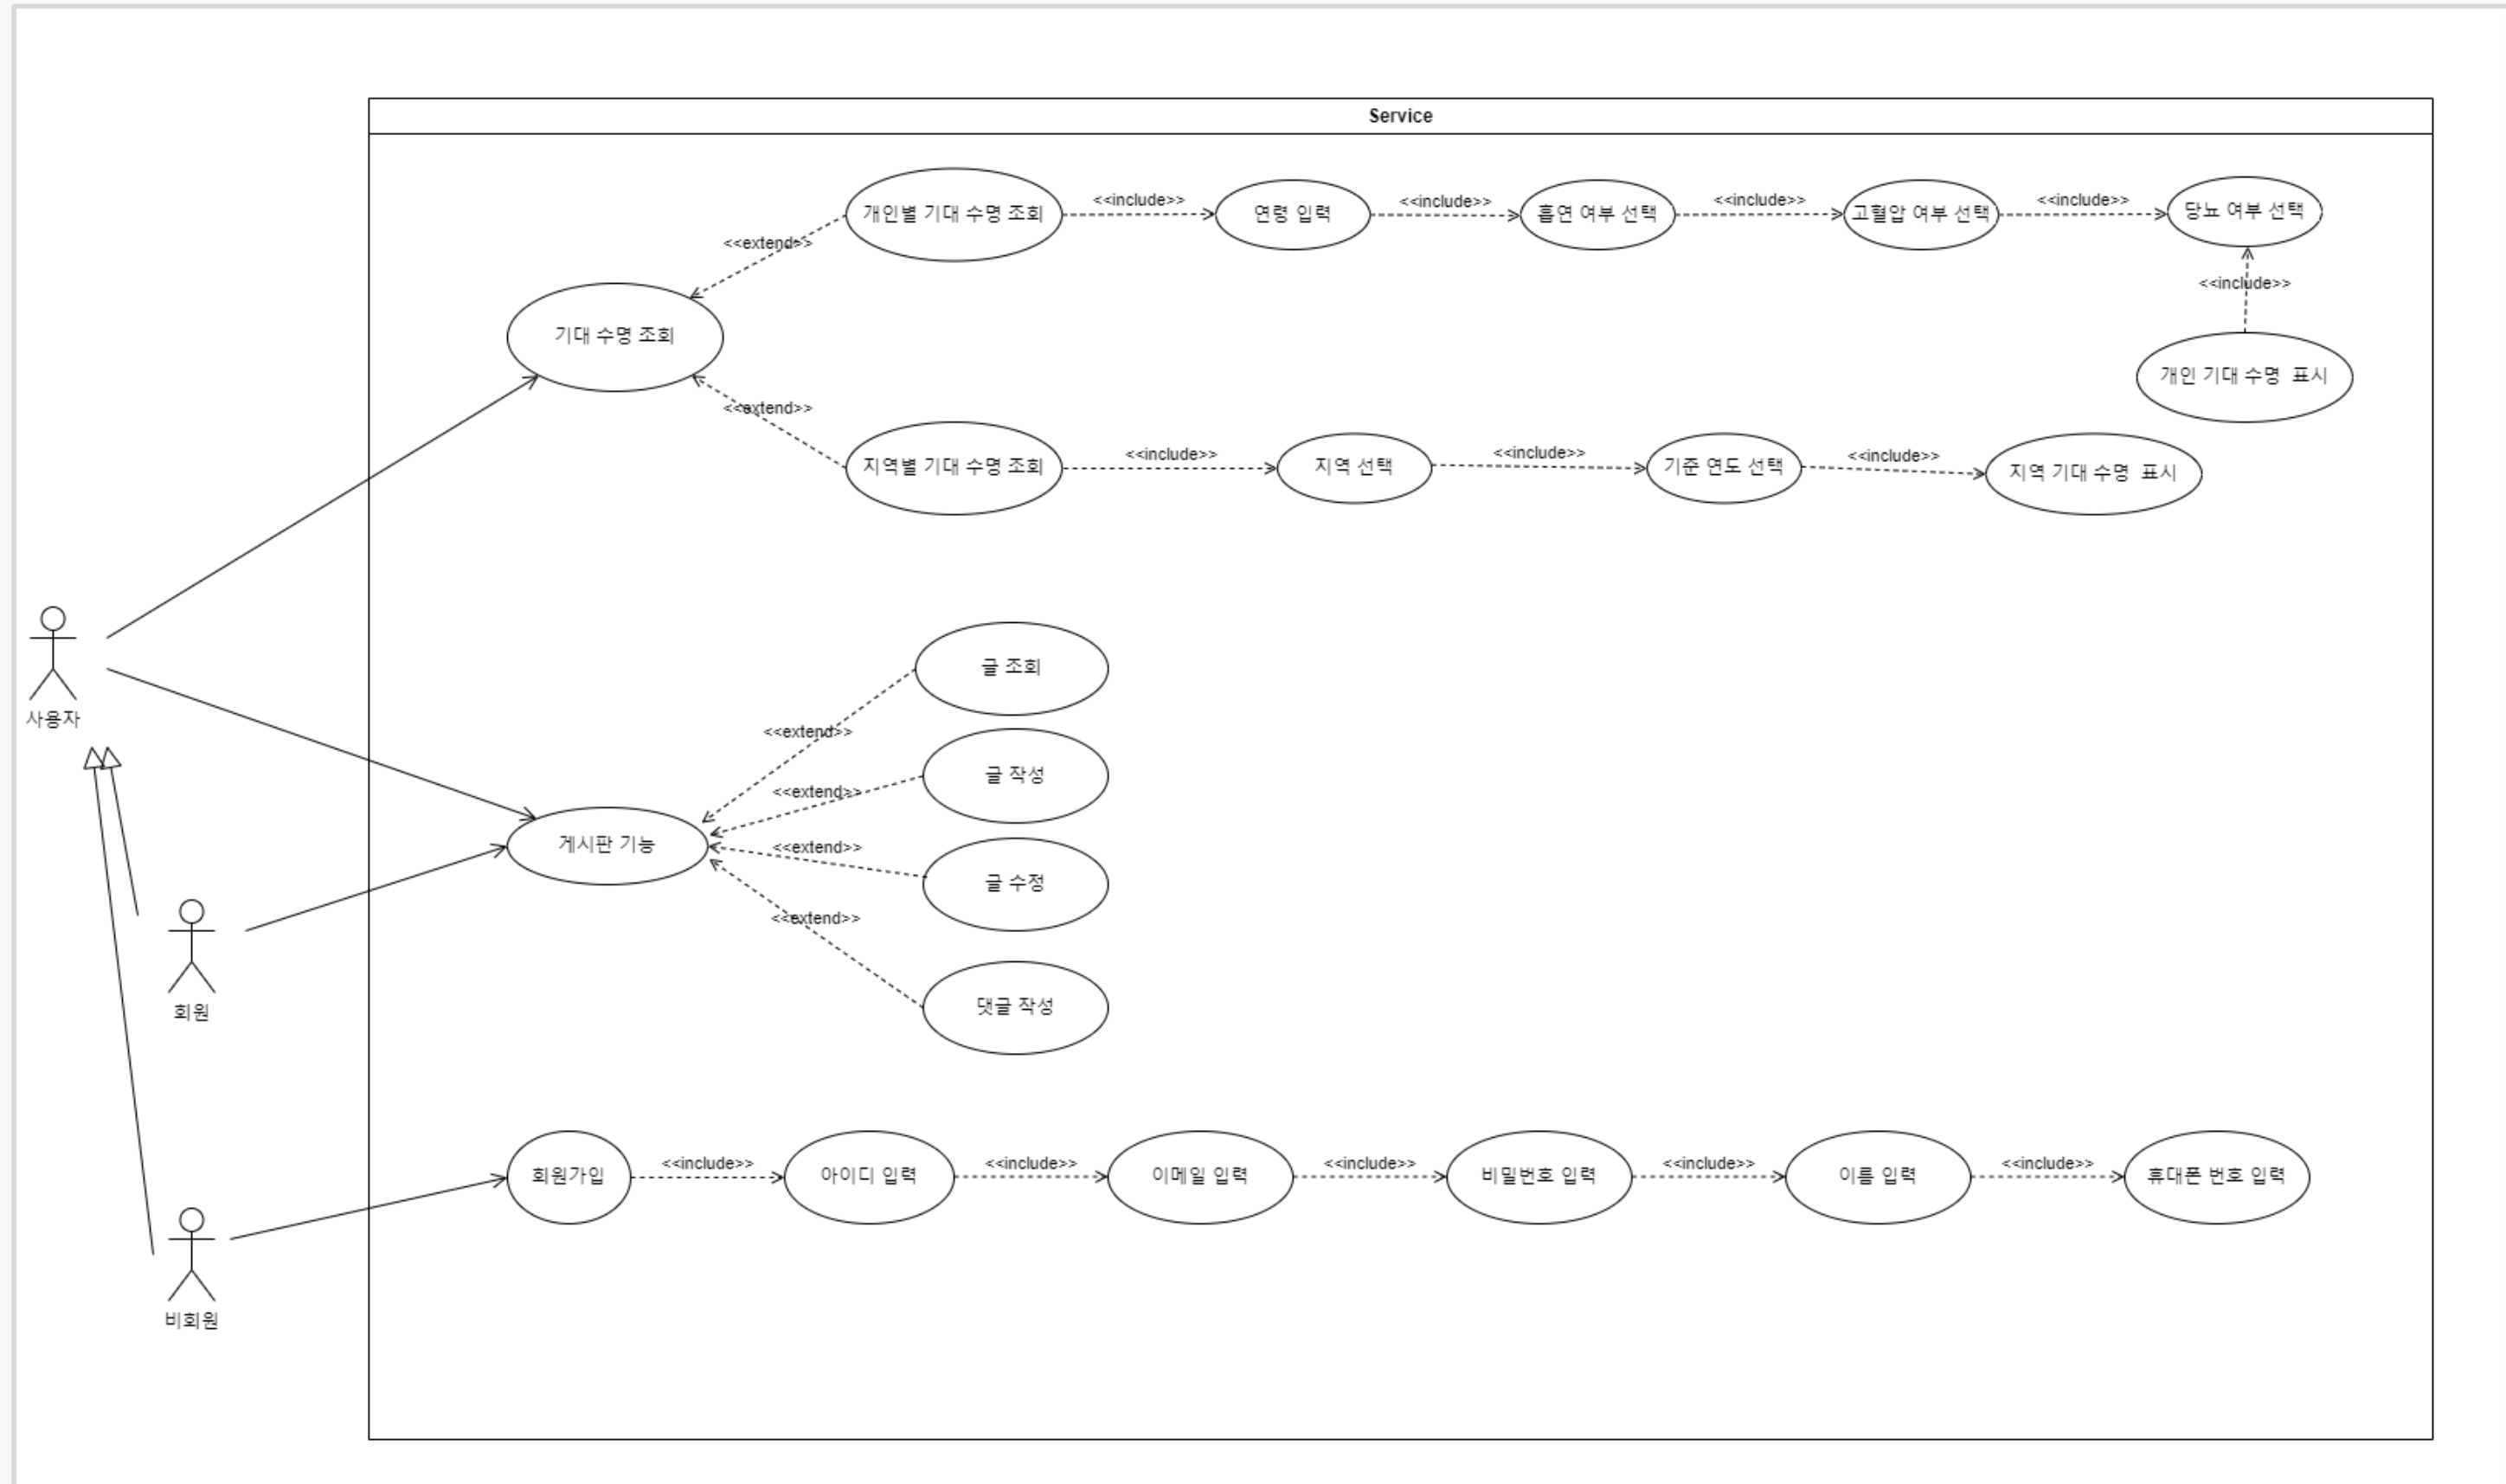 Service
개인별 기대 수명 조회
<<include>>
연령 입력
<<include>>
흡연 여부 선택
<<include>>
고혈압 여부 선택
<<include>>
당뇨 여부 선택
<<extend>>
<<include>>
기대 수명 조회
개인 기대 수명 표시
<<extend>>
지역별 기대 수명 조회
<<include>>
지역 선택
<<include>>
기준 연도 선택
<<include>>
지역 기대 수명 표시
사용자
글 조회
<<extend>>
글 작성
<<extend>>
게시판 기능
<<extend>>
글 수정
<<extend>>
댓글 작성
회원
회원가입
<<include>>
아이디 입력
<<include>>
이메일 입력
<<include>>
비밀번호 입력
<<include>>
이름 입력
<<include>>
휴대폰 번호 입력
비회원